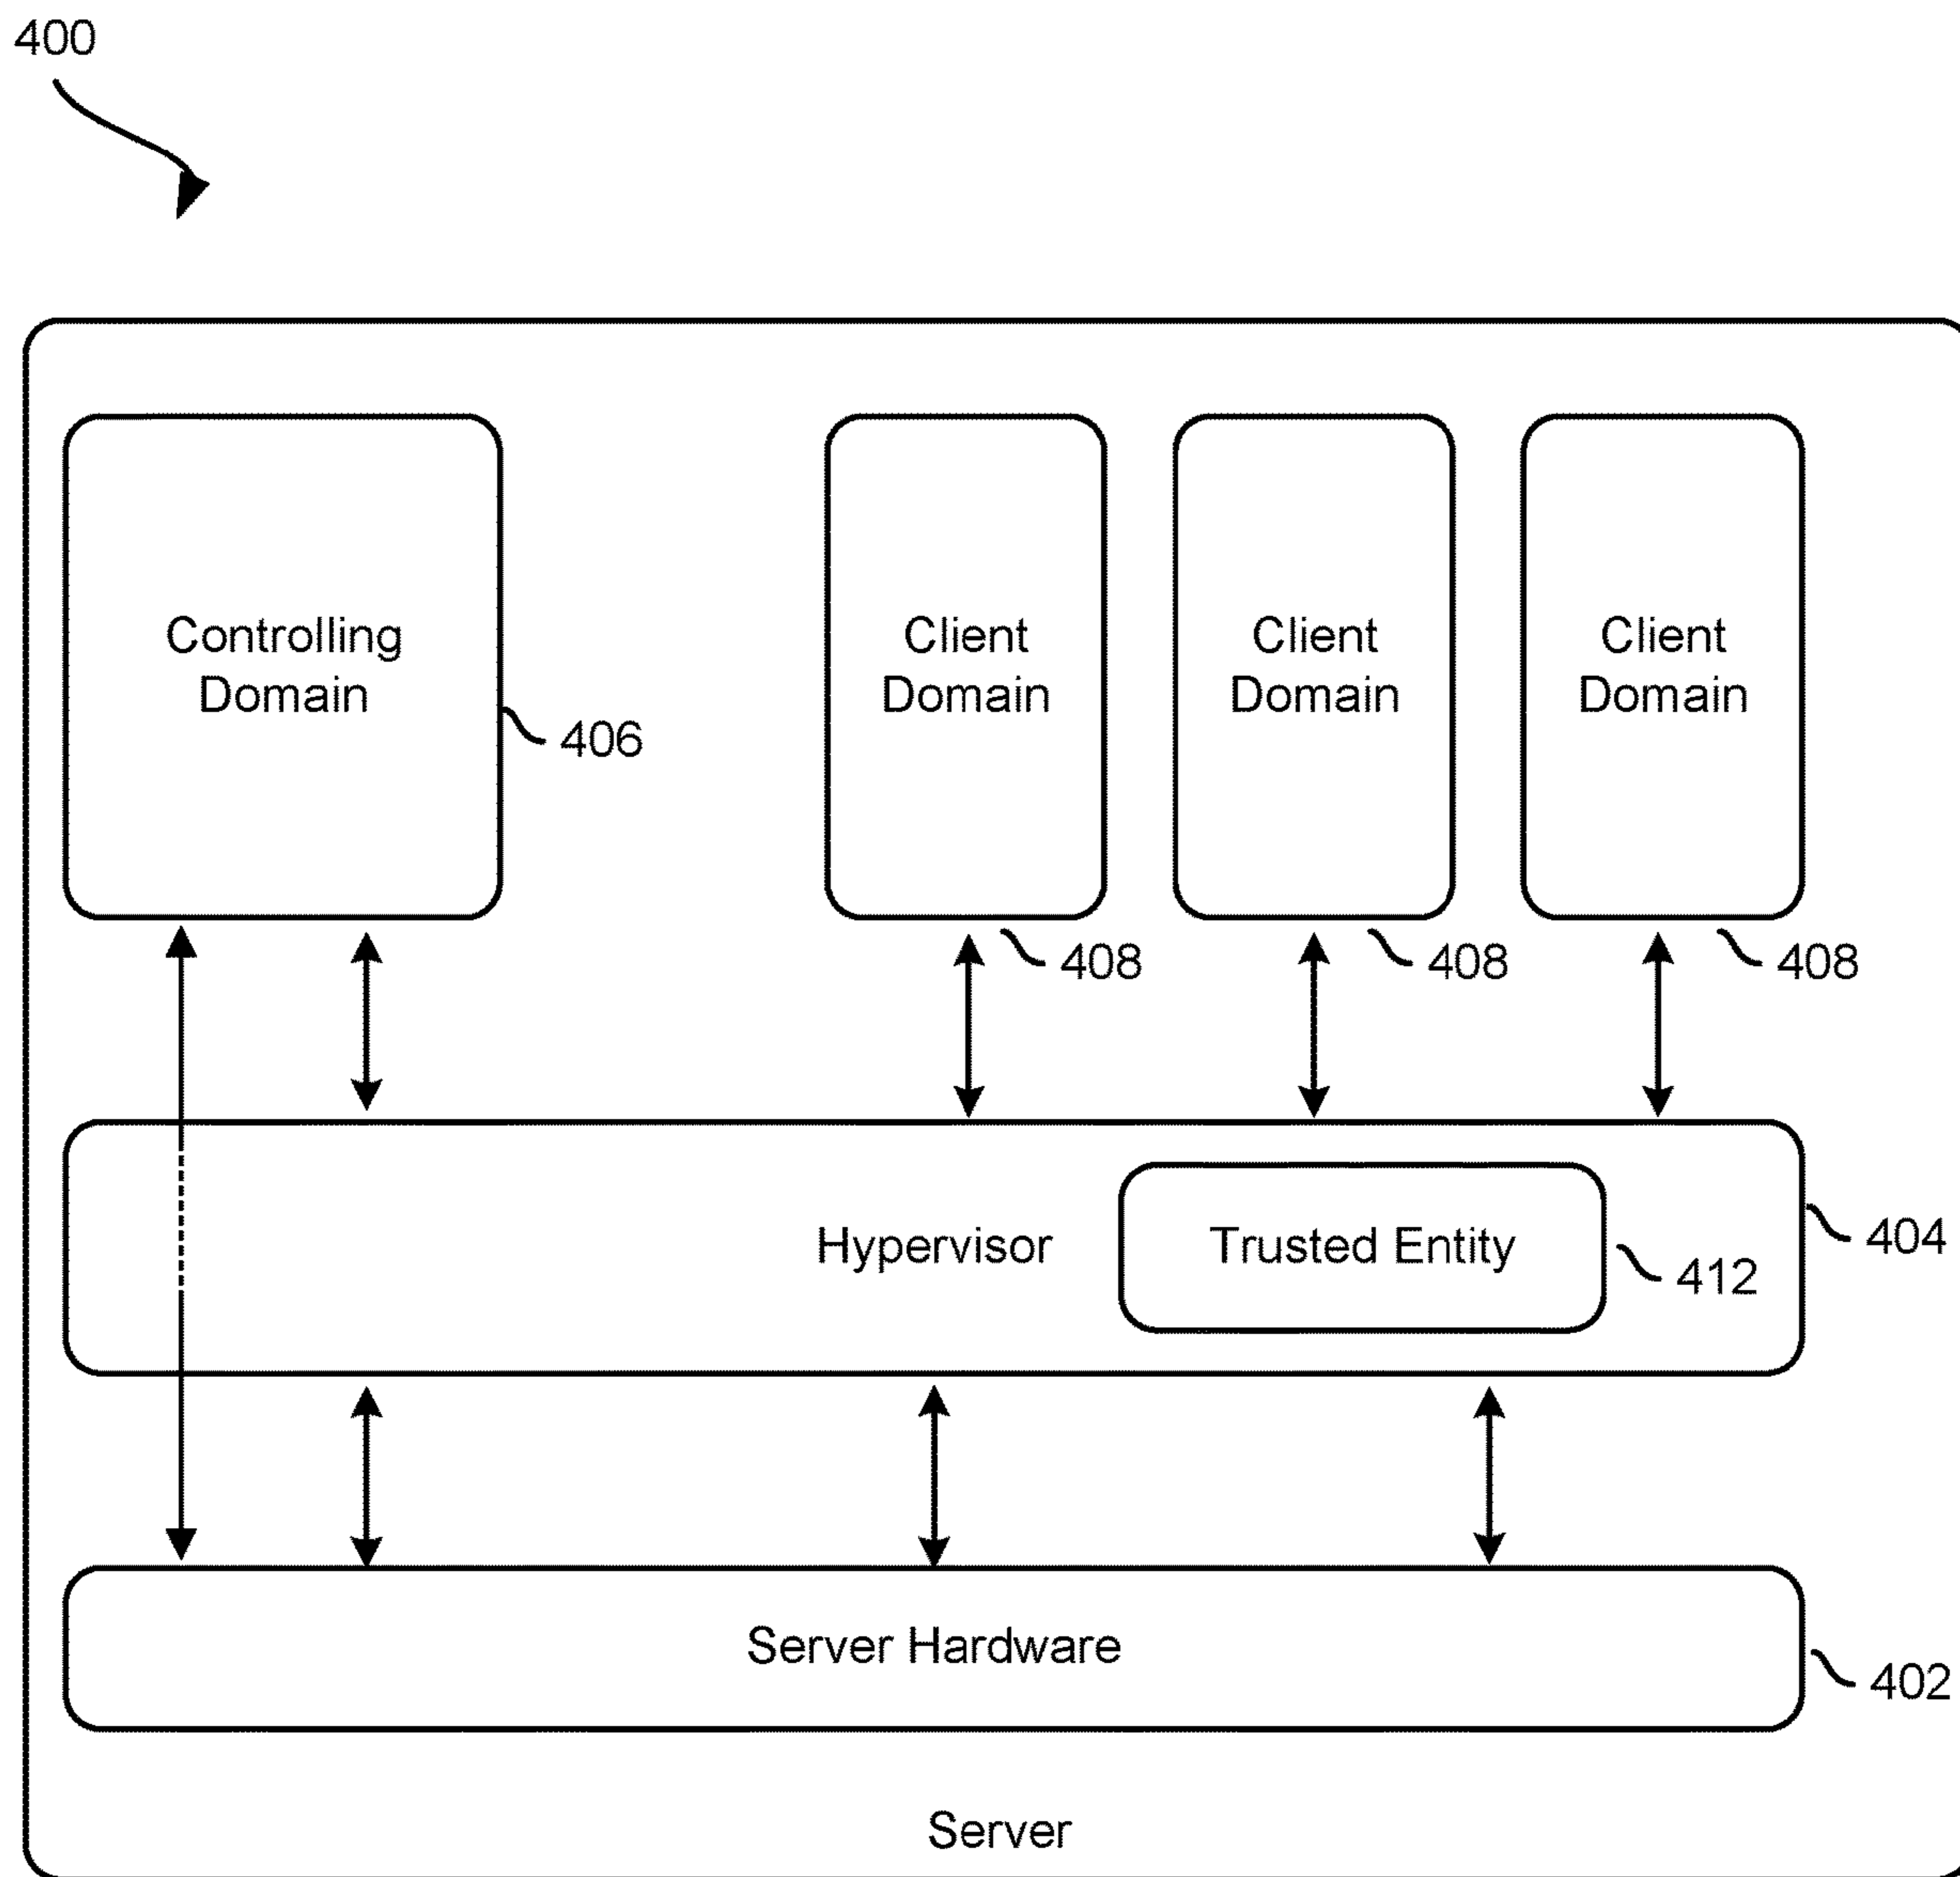 400
Controlling
Domain
406
Client
Domain
408
Client
Domain
408
Client
Domain
408
Hypervisor
Trusted Entity
412
404
Server Hardware
402
Server